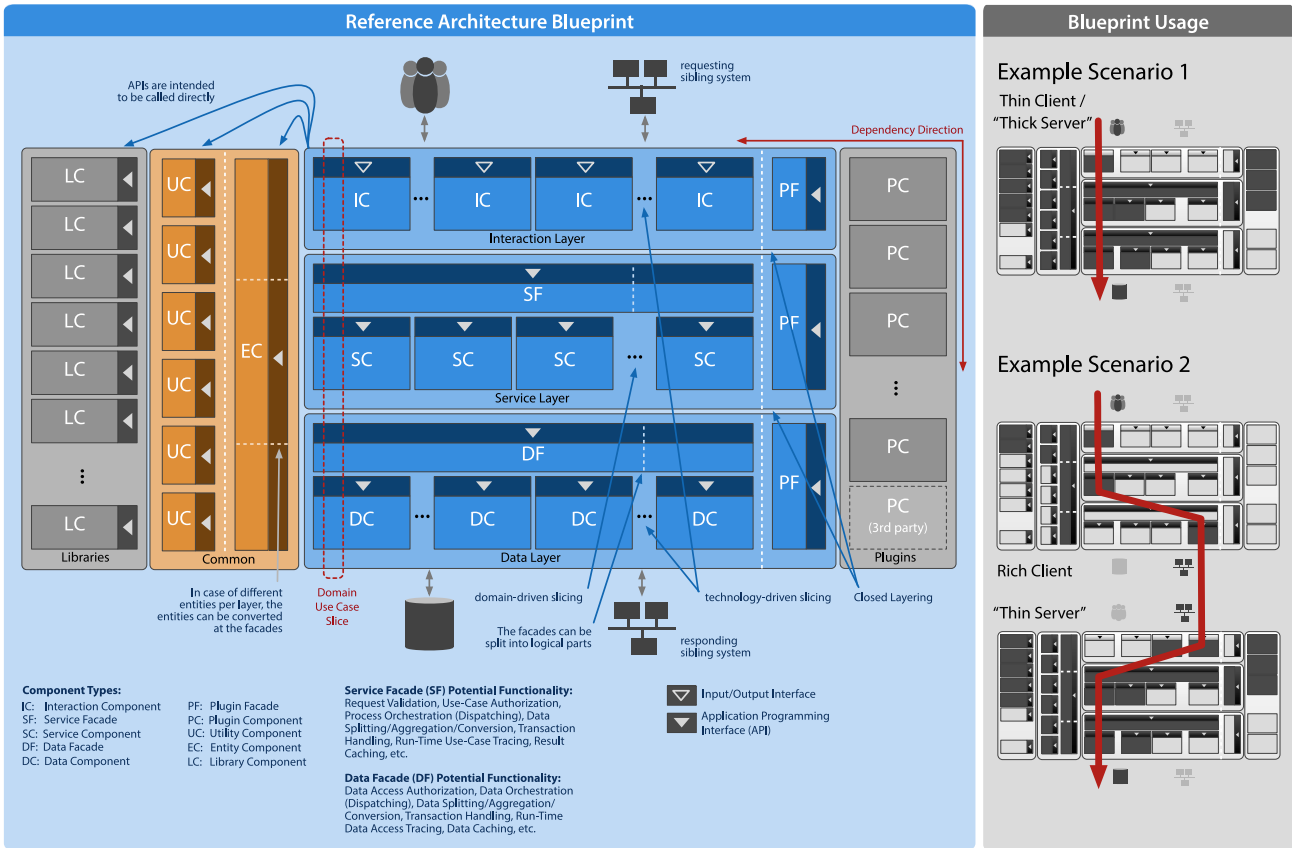 Reference Architecture Blueprint
APIs are intended
to be called directly
requesting
sibling system
Dependency Direction
LC
LC
LC
LC
LC
LC
⋮
LC
Libraries
UC
UC
UC
UC
UC
UC
EC
Common
IC
...
IC
IC
...
IC
PF
Interaction Layer
SF
SC
SC
SC
...
SC
PF
Service Layer
DF
DC
...
DC
DC
...
DC
PF
Data Layer
PC
PC
PC
⋮
PC
PC
(3rd party)
Plugins
In case of different
entities per layer, the
entities can be converted
at the facades
Domain
Use Case
Slice
domain-driven slicing
The facades can be
split into logical parts
technology-driven slicing
Closed Layering
responding
sibling system
Component Types:
IC: Interaction Component
SF: Service Facade
SC: Service Component
DF: Data Facade
DC: Data Component
PF: Plugin Facade
PC: Plugin Component
UC: Utility Component
EC: Entity Component
LC: Library Component
Service Facade (SF) Potential Functionality:
Request Validation, Use-Case Authorization,
Process Orchestration (Dispatching), Data
Splitting/Aggregation/Conversion, Transaction
Handling, Run-Time Use-Case Tracing, Result
Caching, etc.
Data Facade (DF) Potential Functionality:
Data Access Authorization, Data Orchestration
(Dispatching), Data Splitting/Aggregation/
Conversion, Transaction Handling, Run-Time
Data Access Tracing, Data Caching, etc.
Input/Output Interface
Application Programming
Interface (API)
Blueprint Usage
Example Scenario 1
Thin Client /
"Thick Server"
Example Scenario 2
Rich Client
"Thin Server"